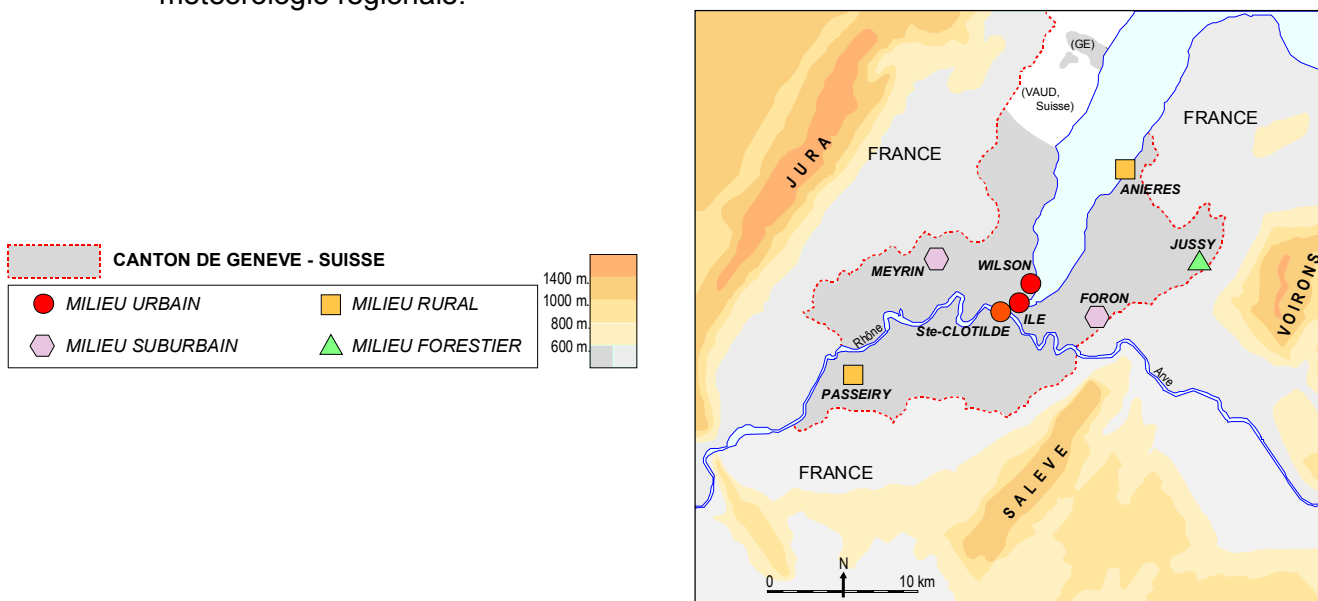 météorologie régionale.
CANTON DE GENEVE - SUISSE
MILIEU URBAIN
MILIEU RURAL
MILIEU SUBURBAIN
MILIEU FORESTIER
1400 m.
1000 m.
800 m.
600 m.
(GE)
(VAUD,
Suisse)
FRANCE
FRANCE
JURA
ANIERES
JUSSY
MEYRIN
WILSON
FORON
VOIRONS
ILE
Ste-CLOTILDE
Rhône
Arve
PASSEIRY
FRANCE
SALEVE
N
0 10 km